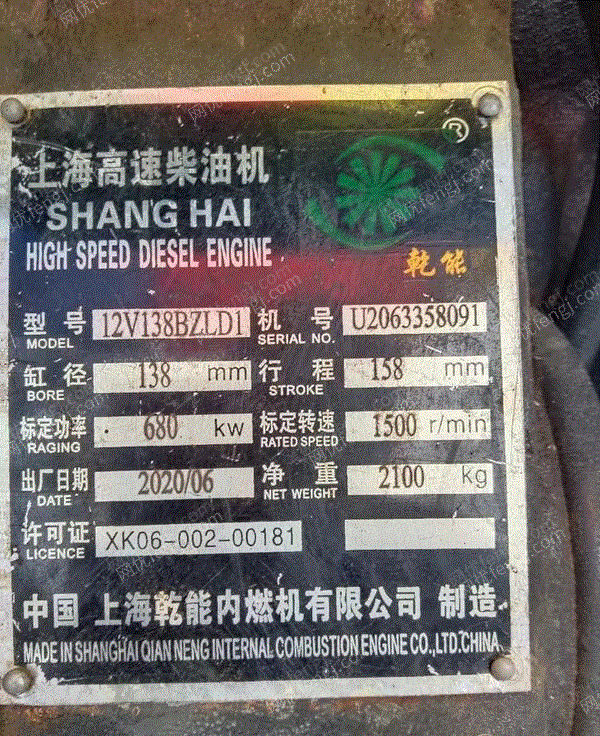 ®
上海高速柴油机
SHANG HAI
HIGH SPEED DIESEL ENGINE
乾能
型号 MODEL 12V138BZLD1 机号 SERIAL NO. U2063358091
缸径 BORE 138 mm 行程 STROKE 158 mm
标定功率 RAGING 680 kw 标定转速 RATED SPEED 1500 r/min
出厂日期 DATE 2020/06 净重 NET WEIGHT 2100 kg
许可证 LICENCE XK06-002-00181
中国 上海乾能内燃机有限公司 制造
MADE IN SHANGHAI QIAN NENG INTERNAL COMBUSTION ENGINE CO.,LTD.CHINA